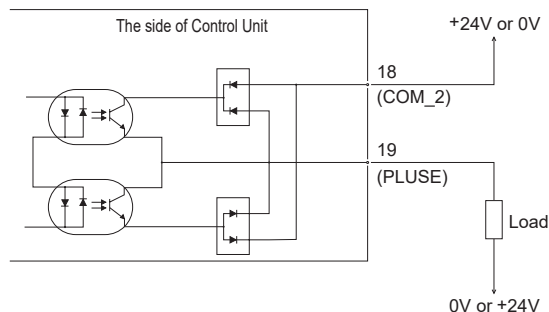 The side of Control Unit
+24V or 0V
18
(COM_2)
19
(PLUSE)
Load
0V or +24V